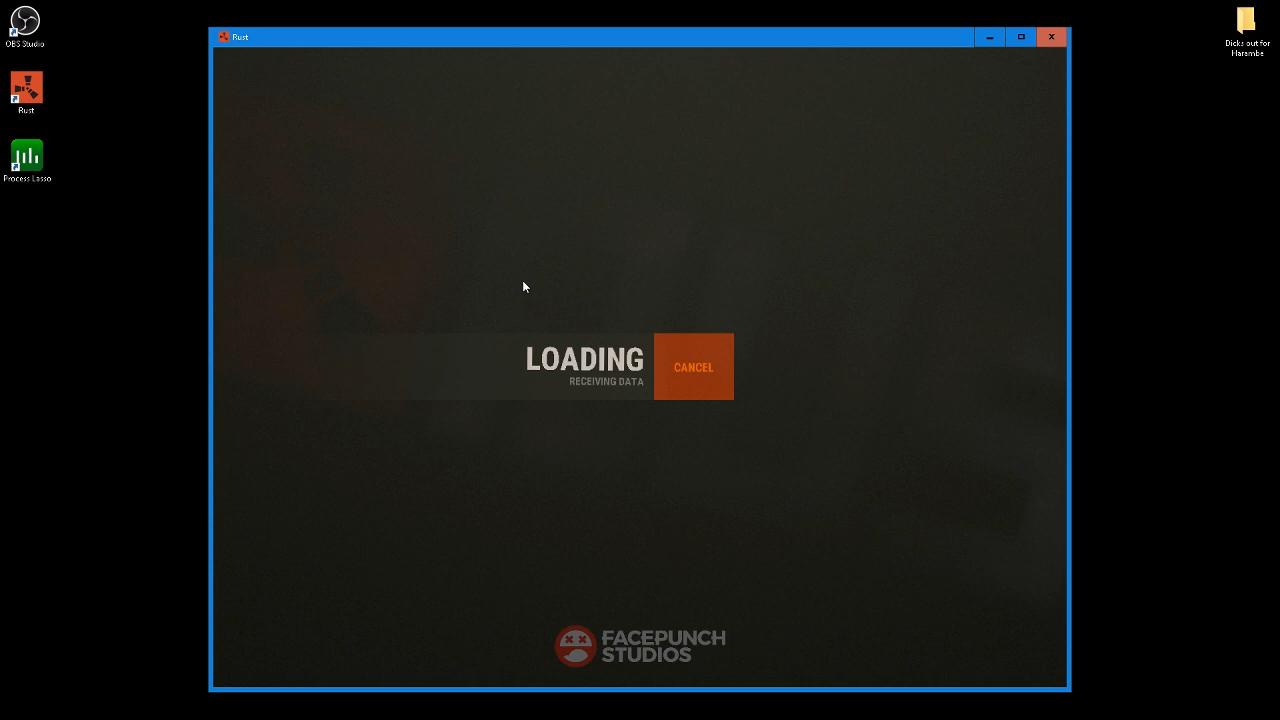 OBS Studio
Rust
Process Lasso
Rust
LOADING
RECEIVING DATA
CANCEL
FACEPUNCH
STUDIOS
Dicks out for
Harambe